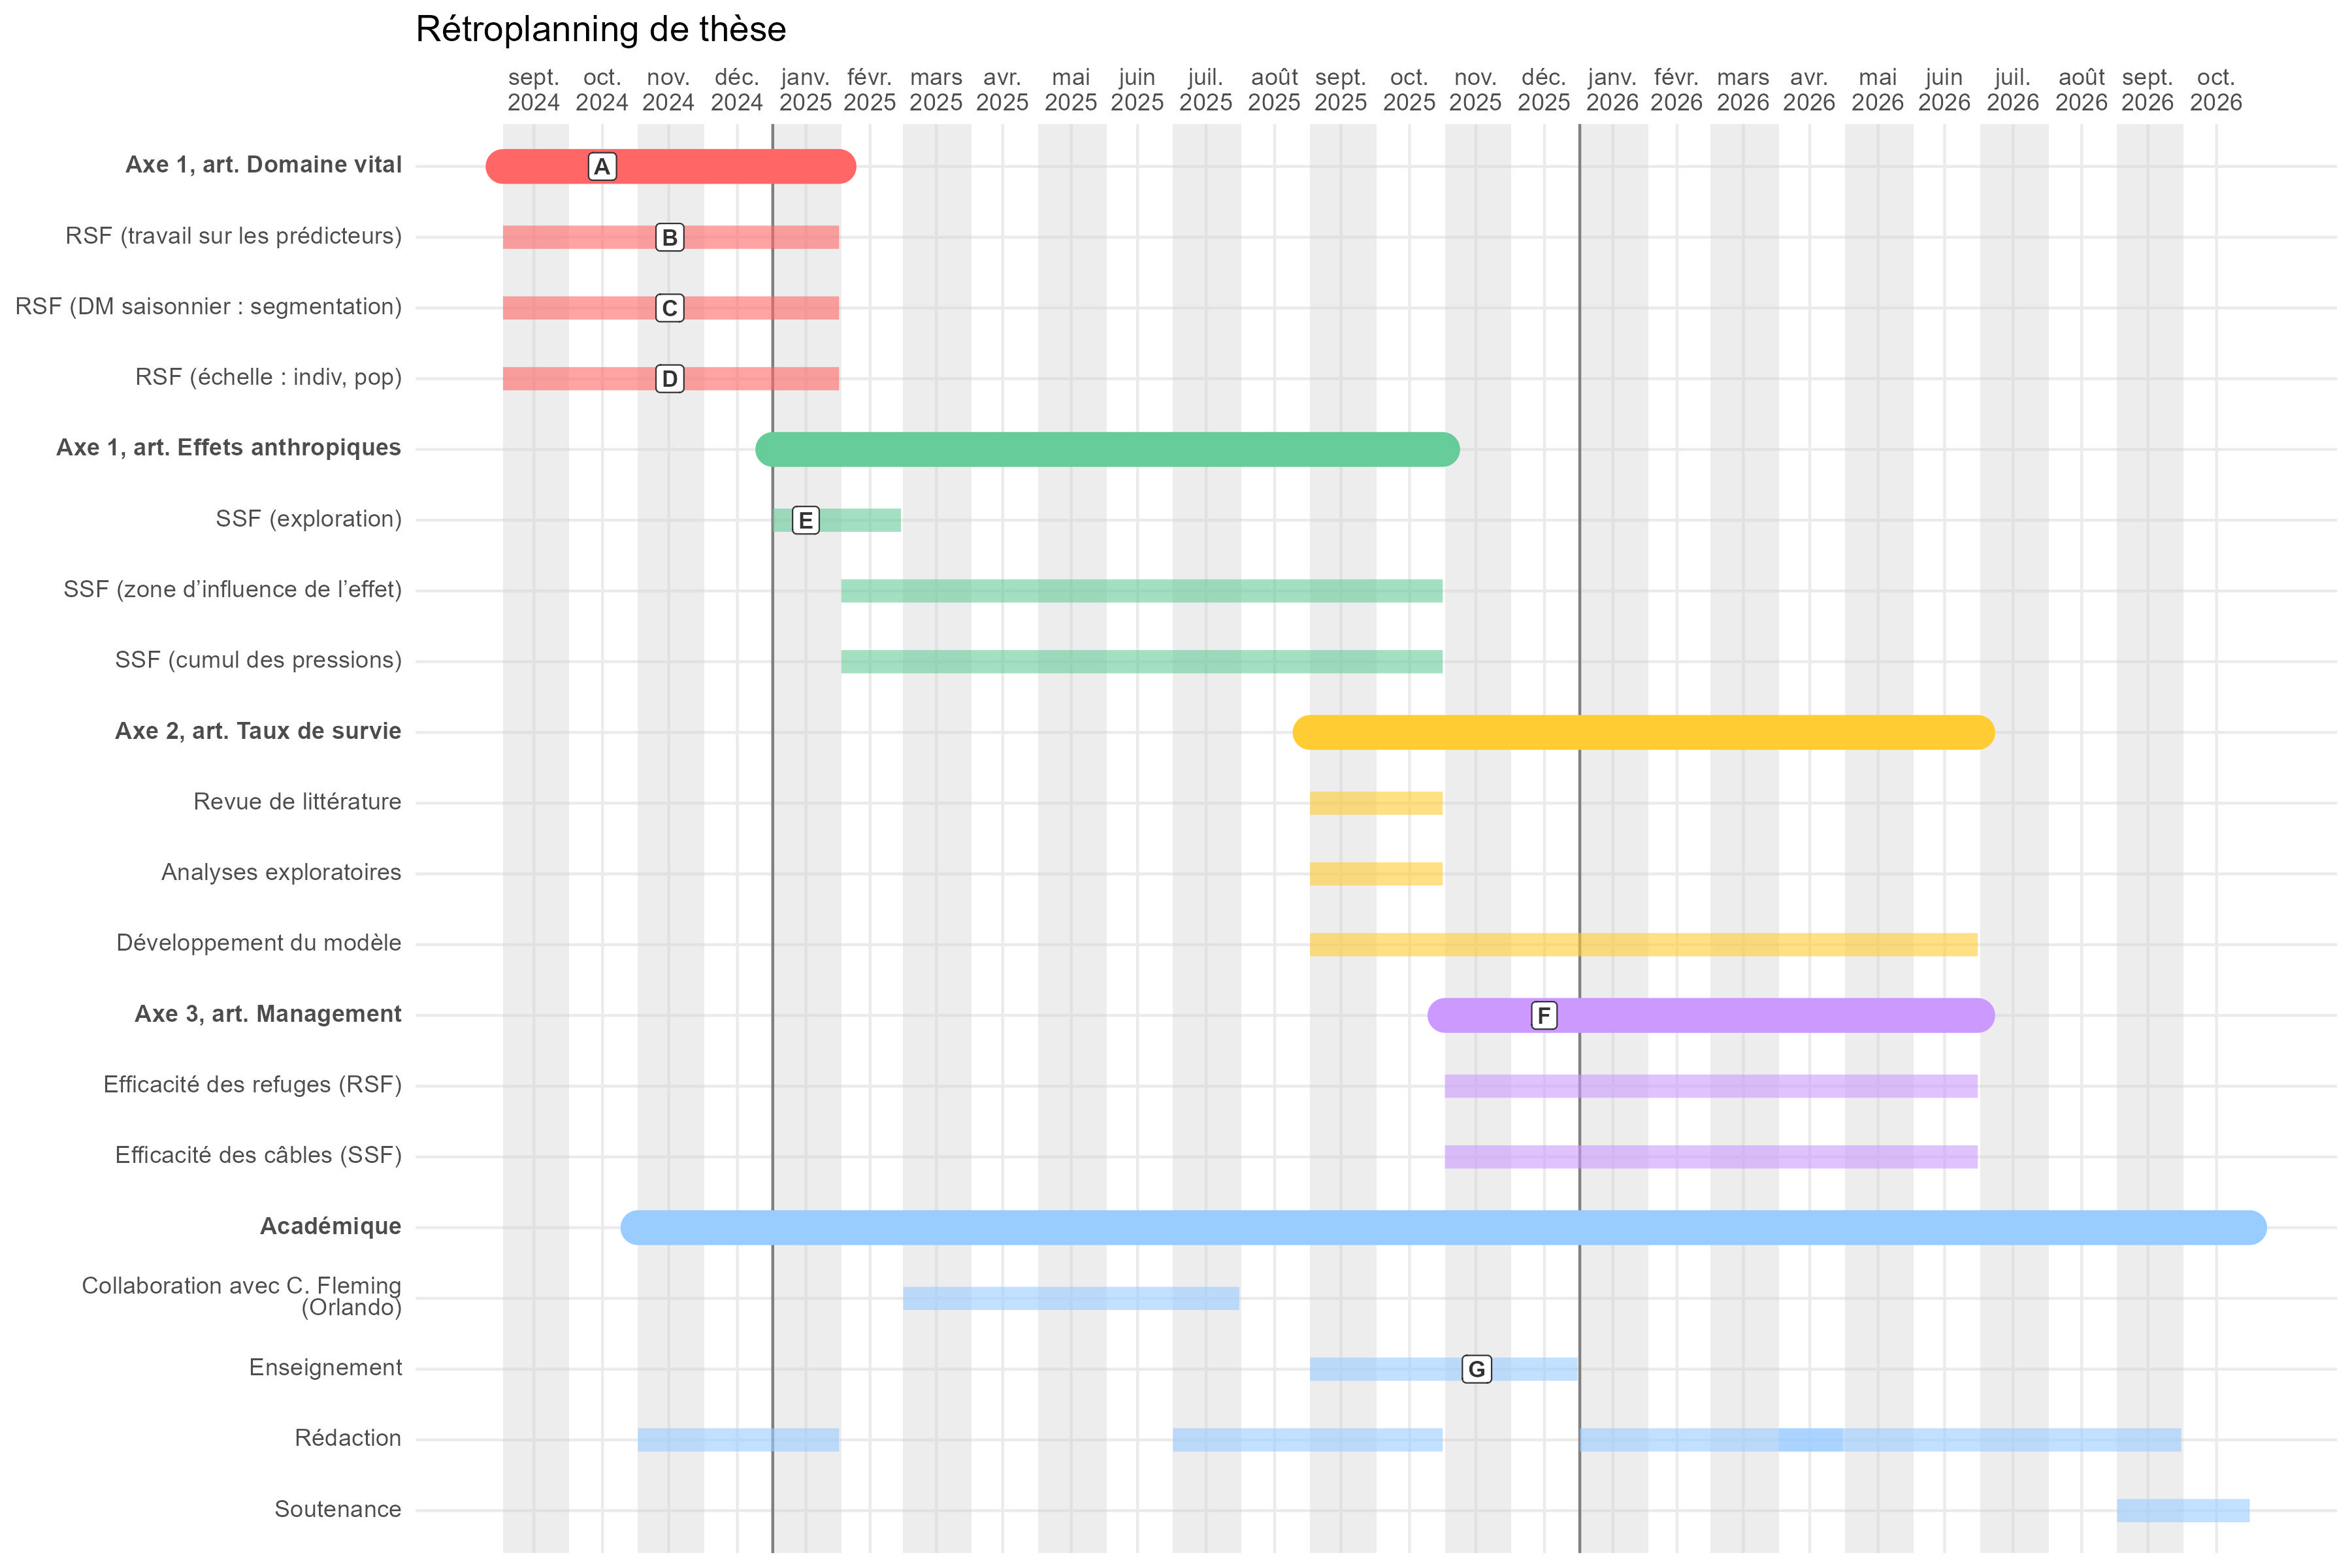 Rétroplanning de thèse
sept. oct. nov. déc. janv. févr. mars avr. mai juin juil. août sept. oct. nov. déc. janv. févr. mars avr. mai juin juil. août sept. oct.
2024 2024 2024 2024 2025 2025 2025 2025 2025 2025 2025 2025 2025 2025 2025 2025 2026 2026 2026 2026 2026 2026 2026 2026 2026 2026
Axe 1, art. Domaine vital A
RSF (travail sur les prédicteurs) B
RSF (DM saisonnier : segmentation) C
RSF (échelle : indiv, pop) D
Axe 1, art. Effets anthropiques
SSF (exploration) E
SSF (zone d’influence de l’effet)
SSF (cumul des pressions)
Axe 2, art. Taux de survie
Revue de littérature
Analyses exploratoires
Développement du modèle
Axe 3, art. Management F
Efficacité des refuges (RSF)
Efficacité des câbles (SSF)
Académique
Collaboration avec C. Fleming
(Orlando)
Enseignement G
Rédaction
Soutenance